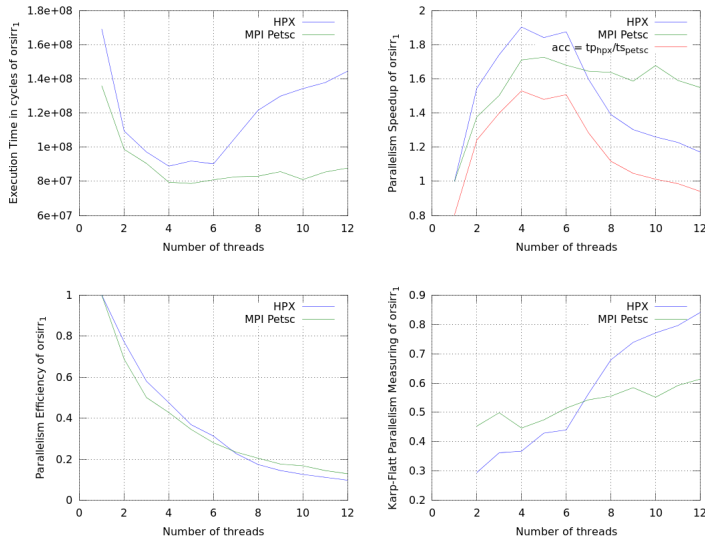 Execution Time in cycles of orsirr1
1.8e+08
1.6e+08
1.4e+08
1.2e+08
1e+08
8e+07
6e+07
0 2 4 6 8 10 12
Number of threads
HPX
MPI Petsc
Parallelism Speedup of orsirr1
1.8
1.6
1.4
1.2
1
0.8
2
0 2 4 6 8 10 12
Number of threads
HPX
MPI Petsc
acc = tphpx/tspetsc
Parallelism Efficiency of orsirr1
1
0.8
0.6
0.4
0.2
0
0 2 4 6 8 10 12
Number of threads
HPX
MPI Petsc
Karp-Flatt Parallelism Measuring of orsirr1
0.9
0.8
0.7
0.6
0.5
0.4
0.3
0.2
0 2 4 6 8 10 12
Number of threads
HPX
MPI Petsc